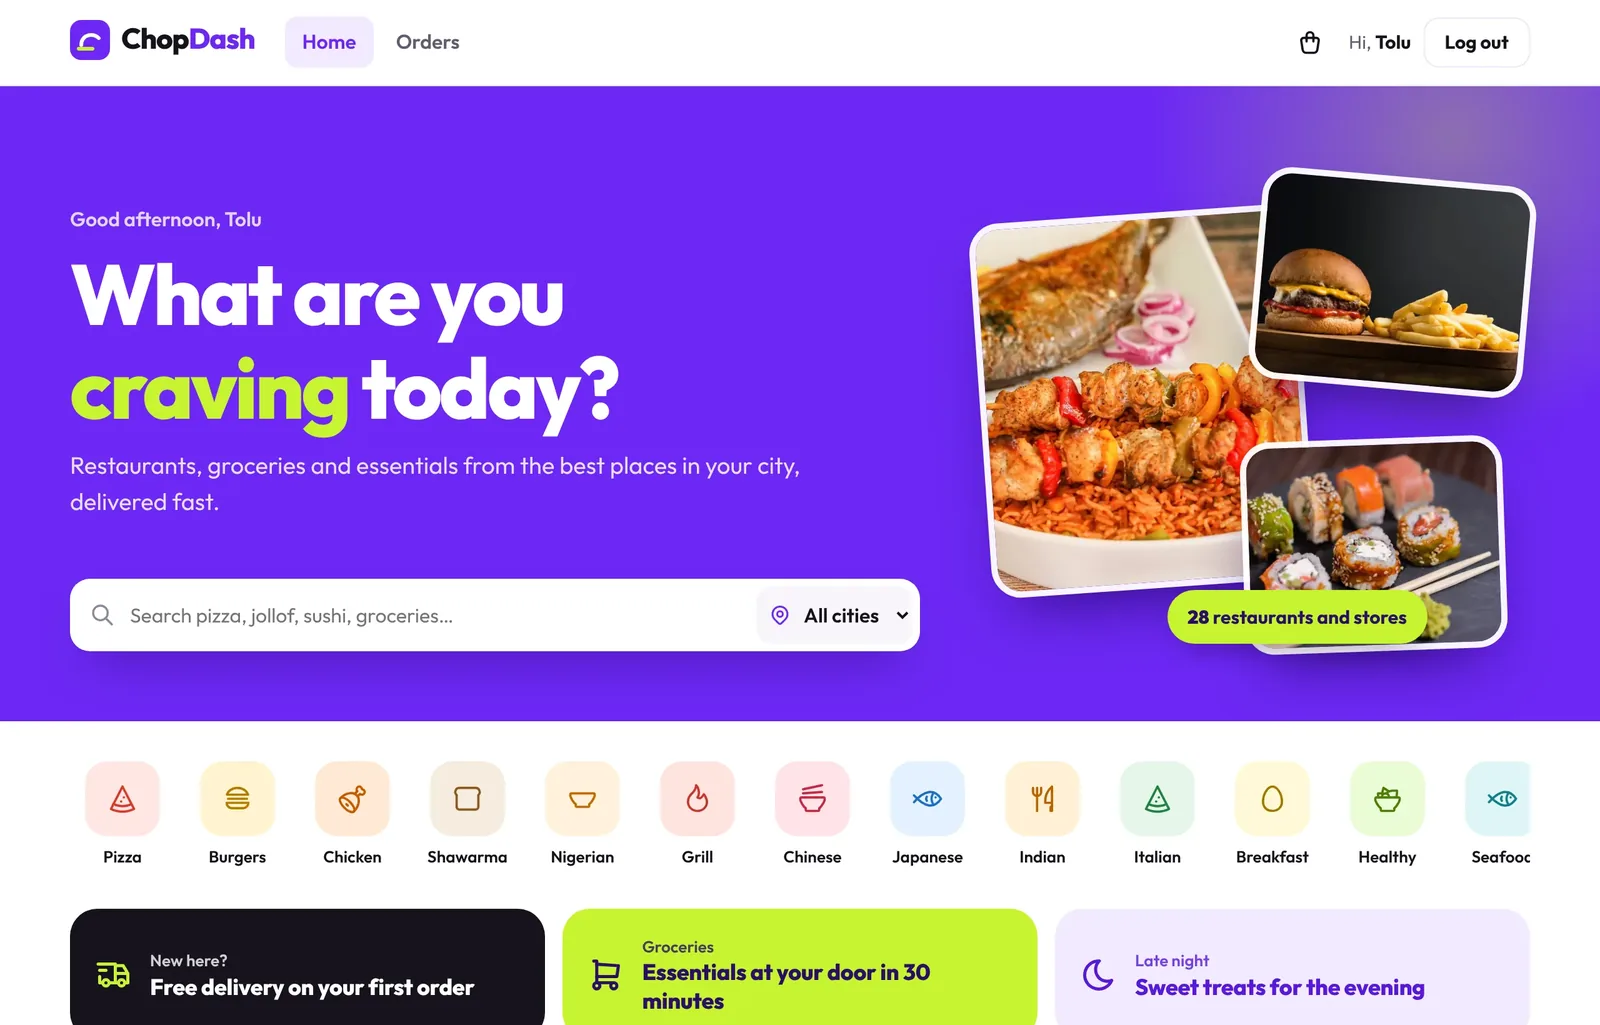 ChopDash
Home
Orders
Hi, Tolu
Log out
Good afternoon, Tolu
What are you
craving today?
Restaurants, groceries and essentials from the best places in your city,
delivered fast.
Search pizza, jollof, sushi, groceries...
All cities
28 restaurants and stores
Pizza
Burgers
Chicken
Shawarma
Nigerian
Grill
Chinese
Japanese
Indian
Italian
Breakfast
Healthy
Seafood
New here?
Free delivery on your first order
Groceries
Essentials at your door in 30
minutes
Late night
Sweet treats for the evening